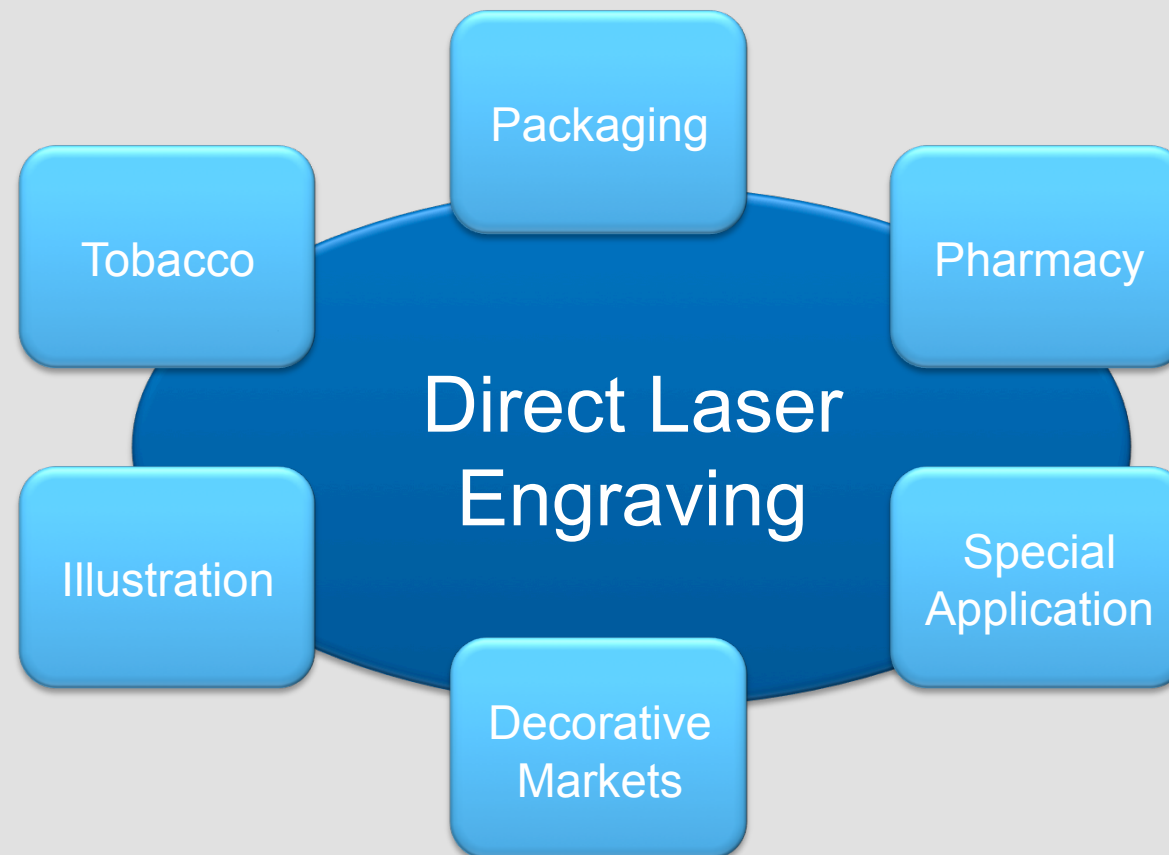 Packaging
Tobacco
Pharmacy
Direct Laser
Engraving
Illustration
Special
Application
Decorative
Markets